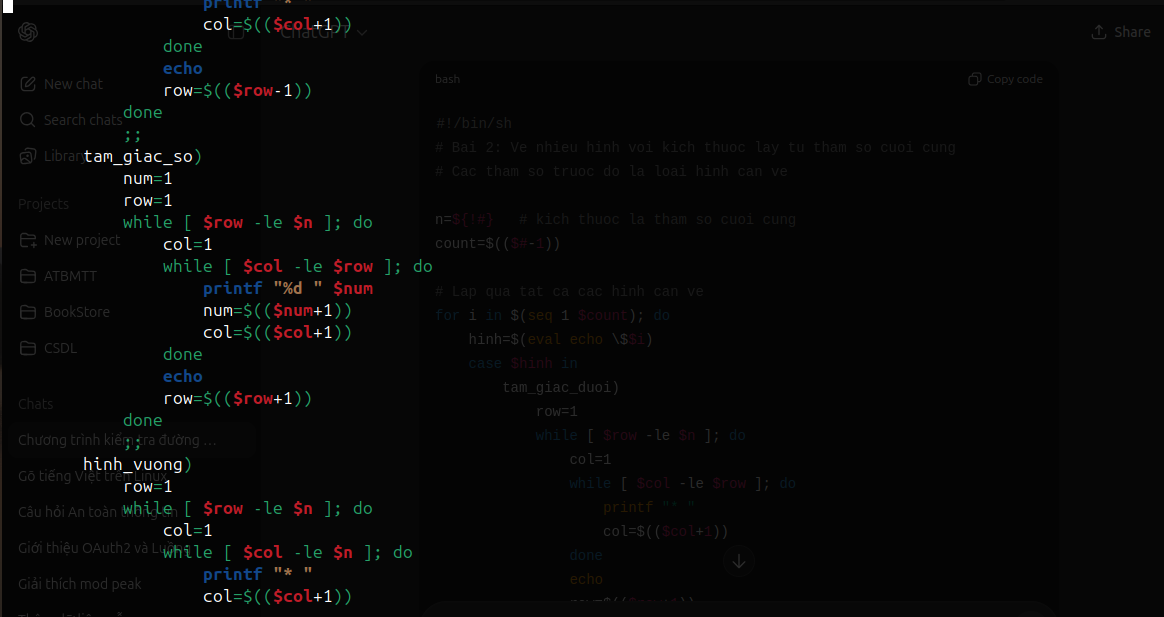 printf "* "
col=$(($col+1))
done
echo
row=$(($row-1))
done
;;
tam_giac_so)
num=1
row=1
while [ $row -le $n ]; do
col=1
while [ $col -le $row ]; do
printf "%d " $num
num=$(($num+1))
col=$(($col+1))
done
echo
row=$(($row+1))
done
;;
hinh_vuong)
row=1
while [ $row -le $n ]; do
col=1
while [ $col -le $n ]; do
printf "* "
col=$(($col+1))
ChatGPT
Share
New chat
Search chats
Library
Projects
New project
ATBMTT
BookStore
CSDL
Chats
Chương trình kiểm tra đường ...
Gõ tiếng Việt trên Linux
Câu hỏi An toàn thông tin
Giới thiệu OAuth2 và Luồng
Giải thích mod peak
bash
Copy code
#!/bin/sh
# Bai 2: Ve nhieu hinh voi kich thuoc lay tu tham so cuoi cung
# Cac tham so truoc do la loai hinh can ve
n=${!#} # kich thuoc la tham so cuoi cung
count=$(($#-1))
# Lap qua tat ca cac hinh can ve
for i in $(seq 1 $count); do
hinh=$(eval echo \$$i)
case $hinh in
tam_giac_duoi)
row=1
while [ $row -le $n ]; do
col=1
while [ $col -le $row ]; do
printf "* "
col=$(($col+1))
done
echo
row=$(($row+1))